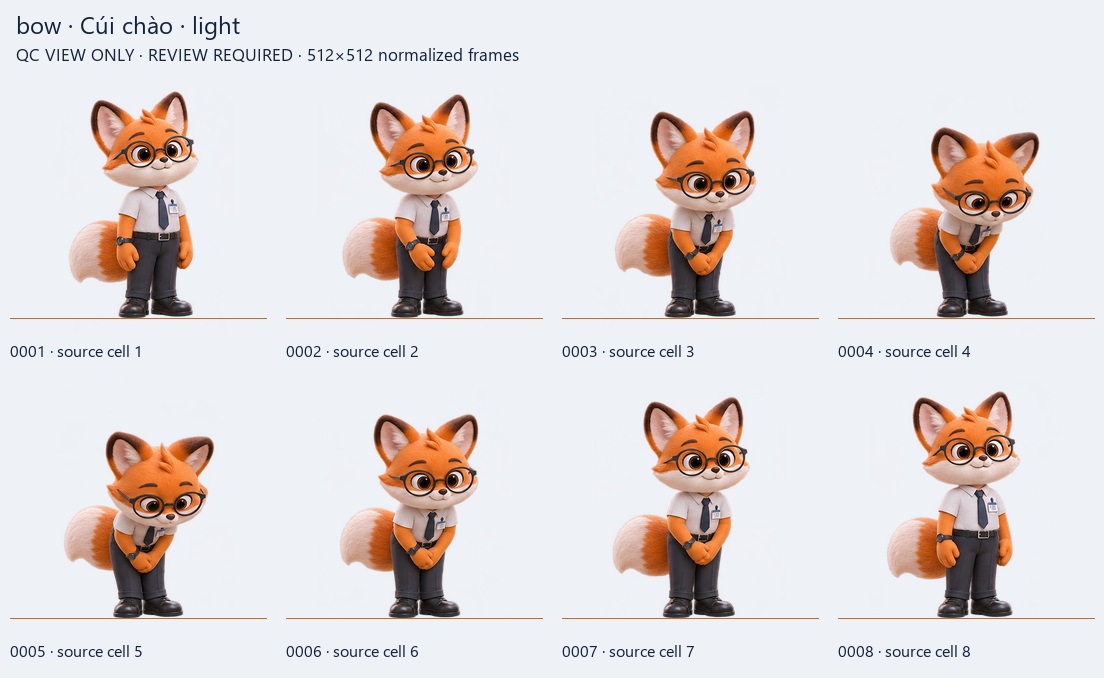 bow · Cúi chào · light
QC VIEW ONLY · REVIEW REQUIRED · 512×512 normalized frames
0001 · source cell 1
0002 · source cell 2
0003 · source cell 3
0004 · source cell 4
0005 · source cell 5
0006 · source cell 6
0007 · source cell 7
0008 · source cell 8